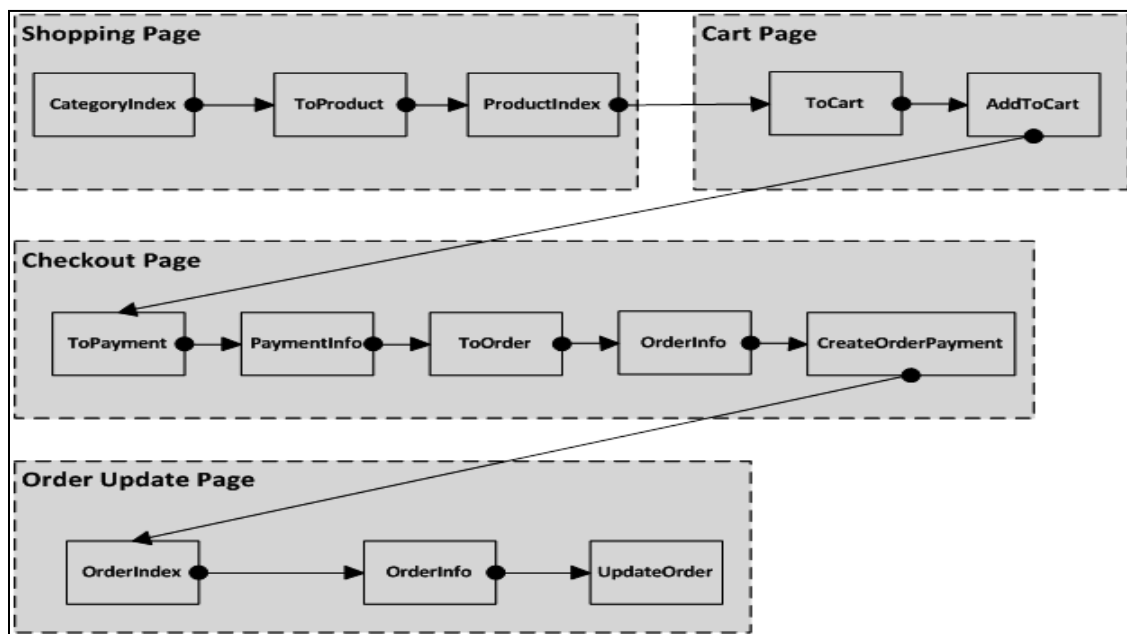 Shopping Page
Cart Page
CategoryIndex
ToProduct
ProductIndex
ToCart
AddToCart
Checkout Page
ToPayment
PaymentInfo
ToOrder
OrderInfo
CreateOrderPayment
Order Update Page
OrderIndex
OrderInfo
UpdateOrder